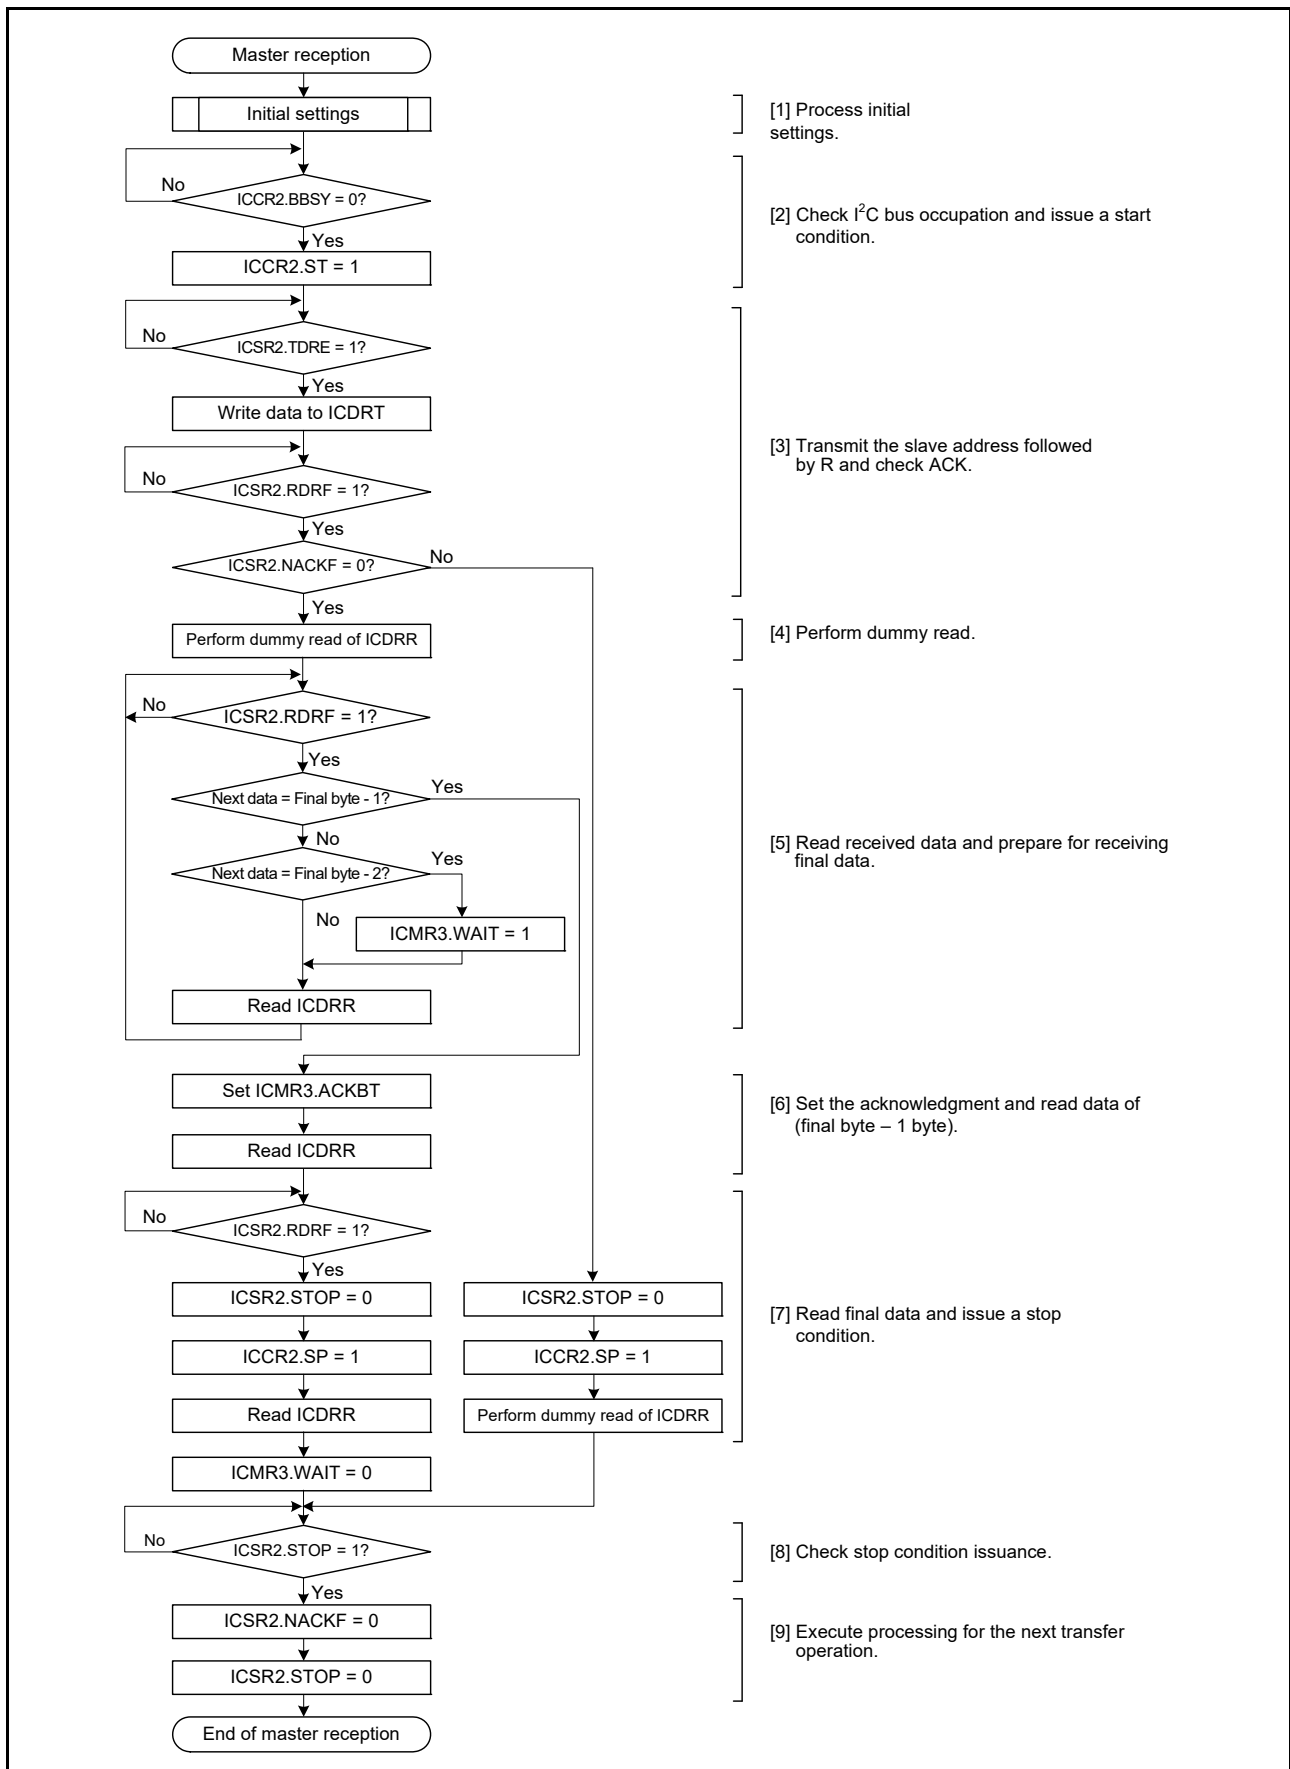 Master reception
Initial settings
[1] Process initial
settings.
No
ICCR2.BBSY = 0?
[2] Check I²C bus occupation and issue a start
condition.
Yes
ICCR2.ST = 1
No
ICSR2.TDRE = 1?
Yes
Write data to ICDRT
[3] Transmit the slave address followed
by R and check ACK.
No
ICSR2.RDRF = 1?
Yes
ICSR2.NACKF = 0?
No
Yes
Perform dummy read of ICDRR
[4] Perform dummy read.
No
ICSR2.RDRF = 1?
Yes
Next data = Final byte - 1?
Yes
No
Next data = Final byte - 2?
Yes
[5] Read received data and prepare for receiving
final data.
No
ICMR3.WAIT = 1
Read ICDRR
Set ICMR3.ACKBT
[6] Set the acknowledgment and read data of
(final byte – 1 byte).
Read ICDRR
No
ICSR2.RDRF = 1?
Yes
ICSR2.STOP = 0
ICSR2.STOP = 0
[7] Read final data and issue a stop
condition.
ICCR2.SP = 1
ICCR2.SP = 1
Read ICDRR
Perform dummy read of ICDRR
ICMR3.WAIT = 0
No
ICSR2.STOP = 1?
[8] Check stop condition issuance.
Yes
ICSR2.NACKF = 0
[9] Execute processing for the next transfer
operation.
ICSR2.STOP = 0
End of master reception